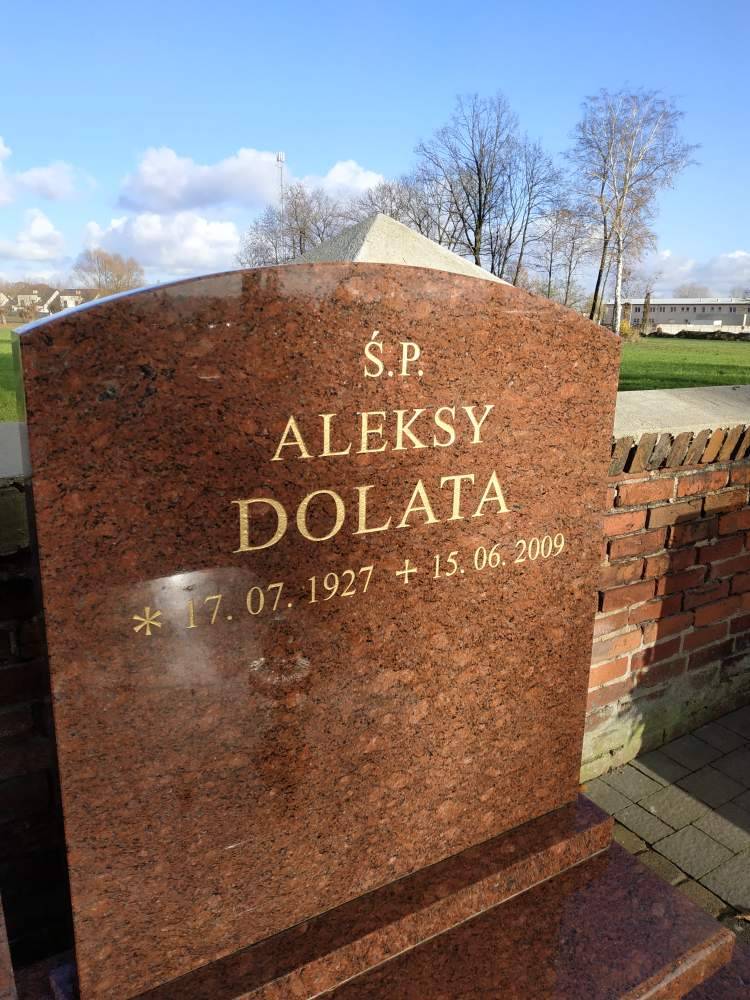 Ś.P.
ALEKSY
DOLATA
* 17. 07. 1927 + 15. 06. 2009